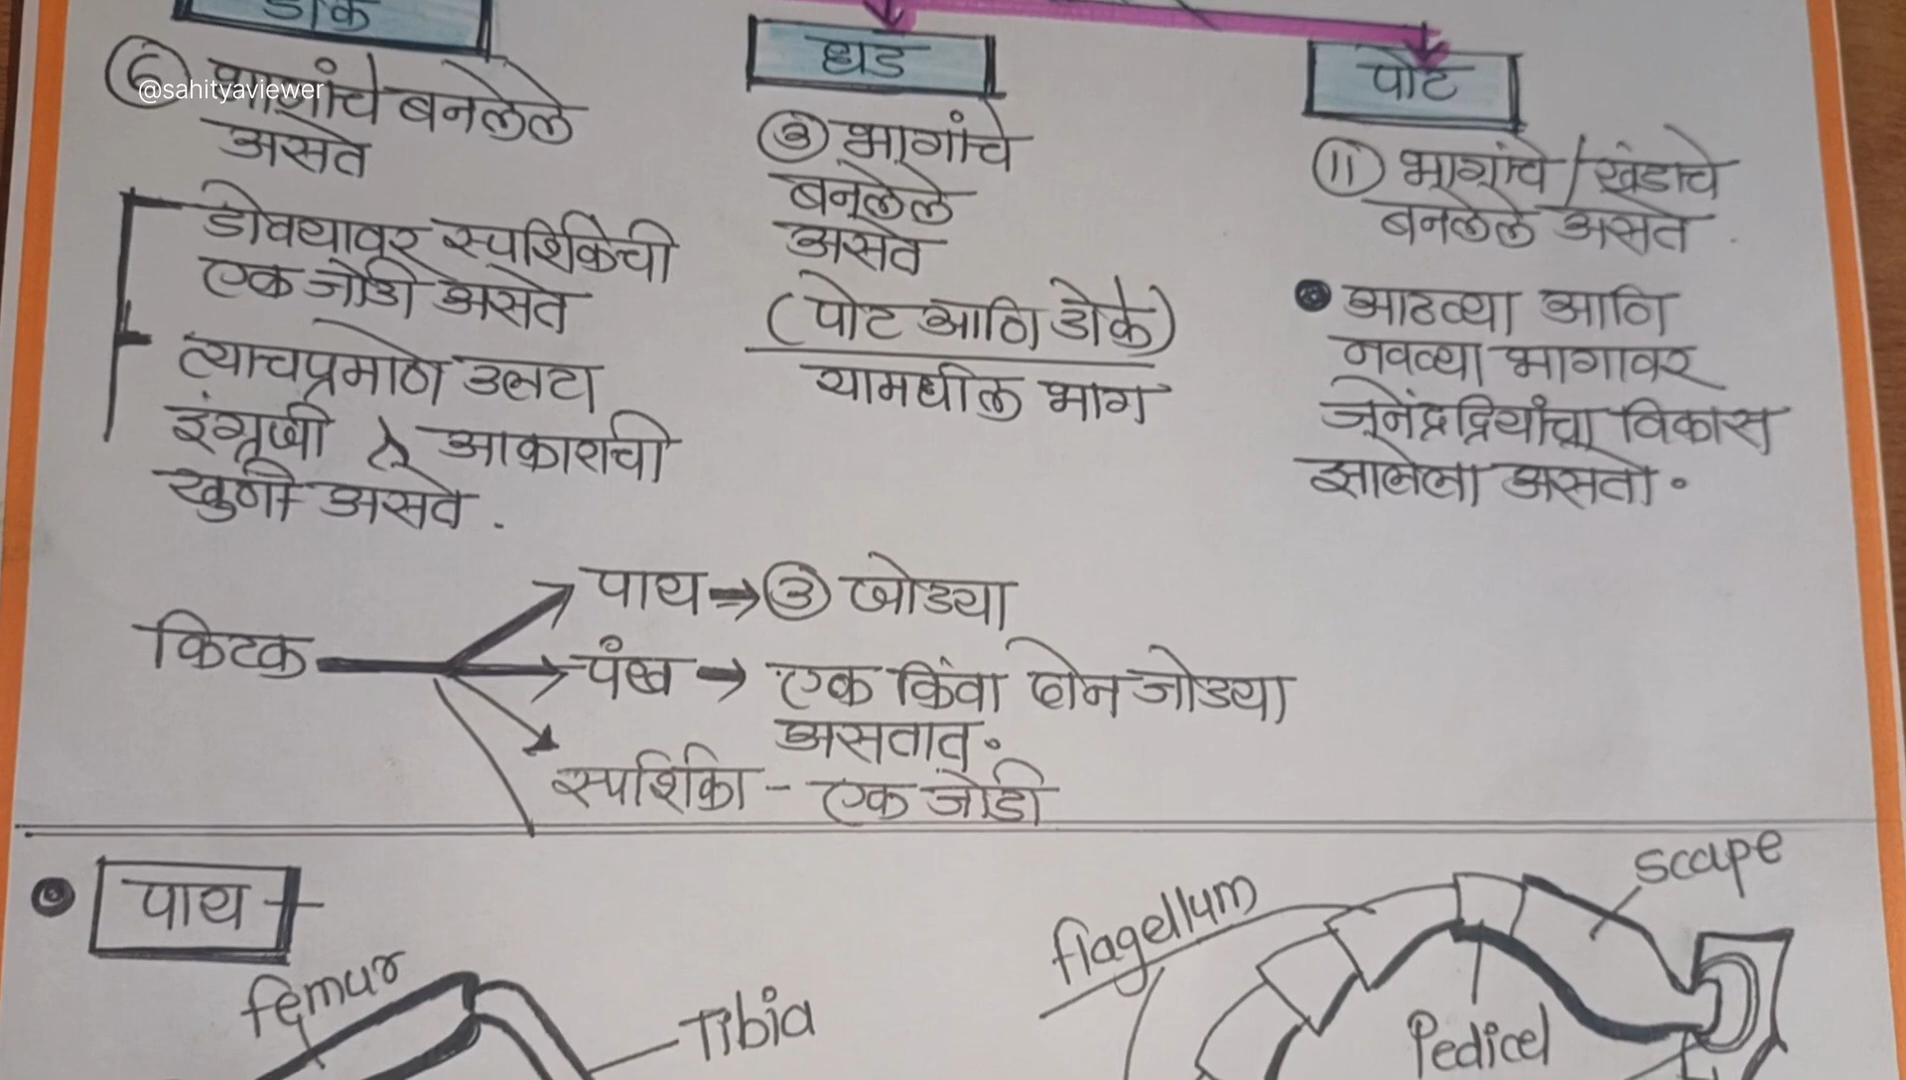 डोके
धड
पोट
@sahityaviewer
⑥ भागांचे बनलेले
असते
डोक्यावर स्पर्शिकेची
एक जोडी असते
त्याचप्रमाणे उलटा
इंग्रजी Y आकाराची
खुण असते.
③ भागांचे
बनलेले
असते
(पोट आणि डोके)
यामधील भाग
⑪ भागांचे / खंडाचे
बनलेले असते.
आठव्या आणि
नवव्या भागावर
जनेंद्रद्रियांचा विकास
झालेला असतो.
किटक
पाय → ③ जोड्या
पंख → एक किंवा दोन जोड्या
असतात.
स्पर्शिका - एक जोडी
पाय
femur
Tibia
flagellum
scape
Pedicel